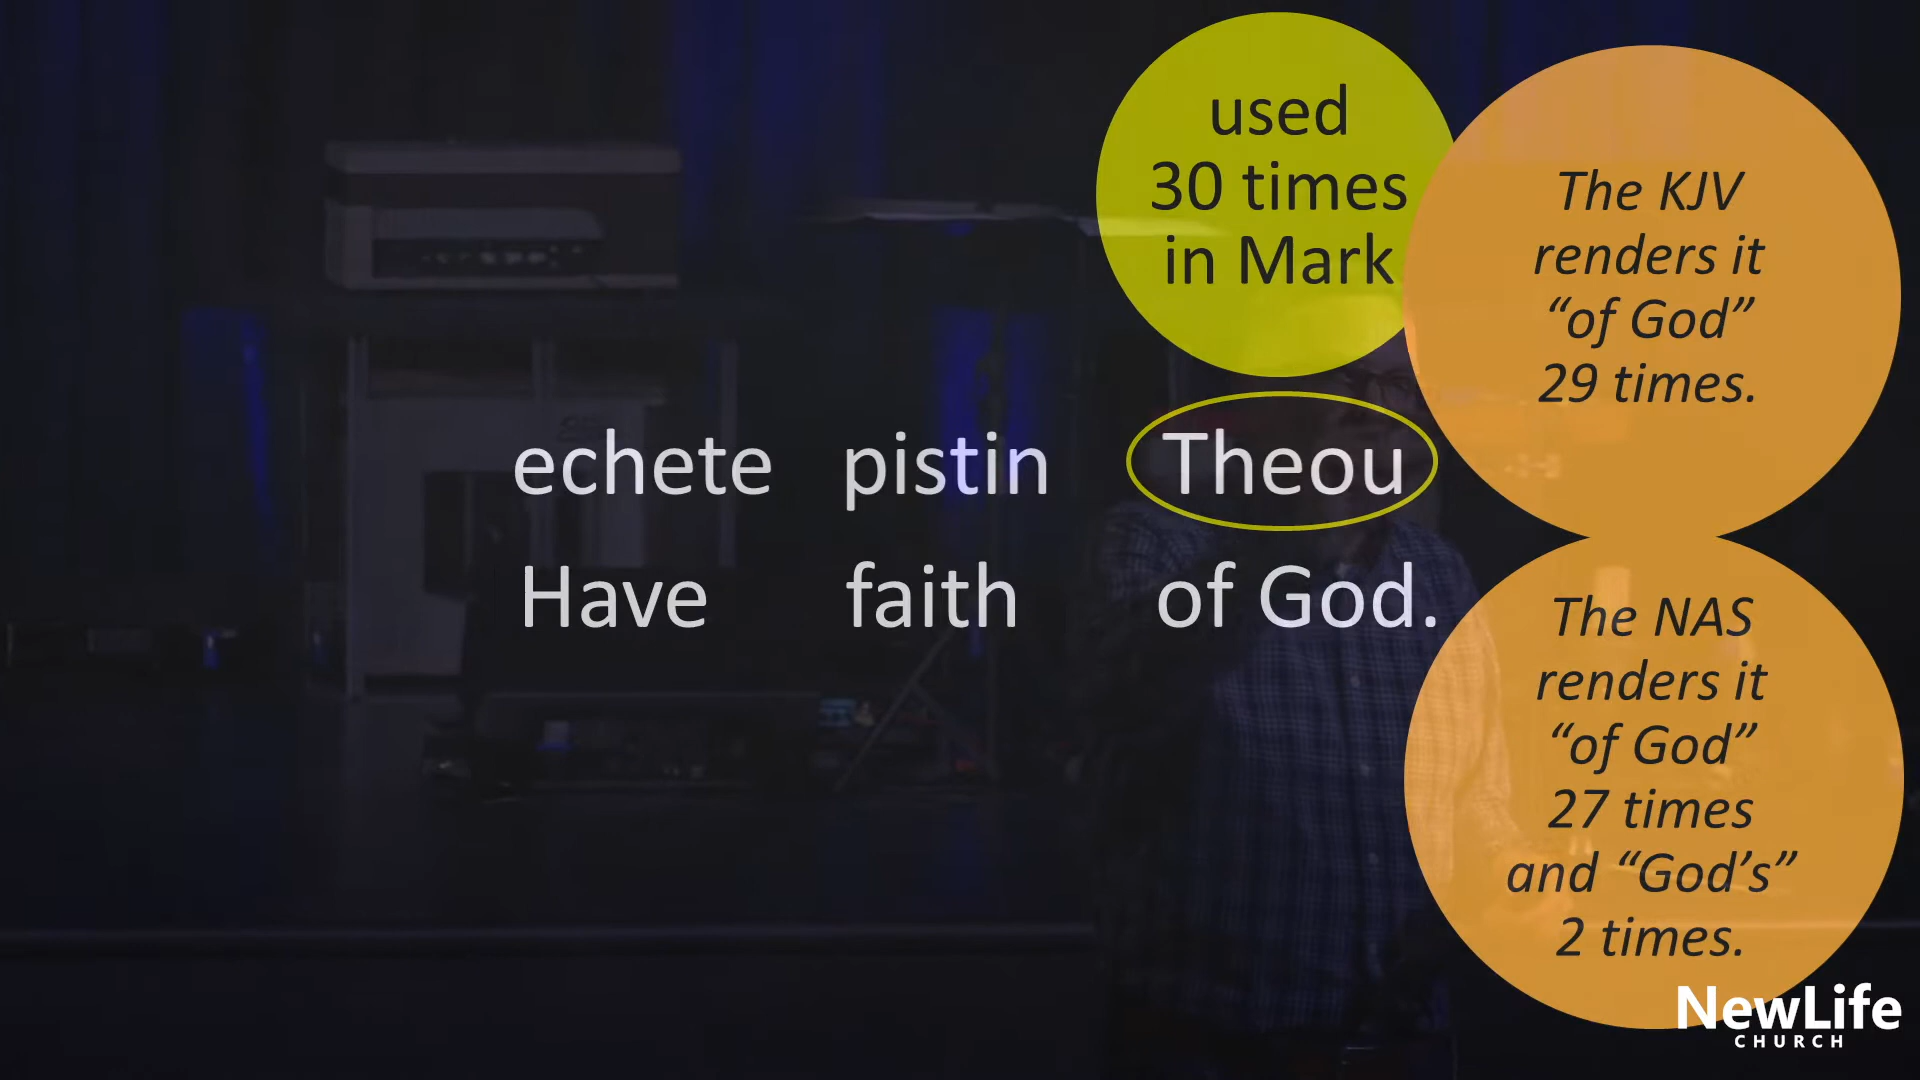 used
30 times
in Mark
The KJV
renders it
“of God”
29 times.
echete pistin Theou
Have faith of God.
The NAS
renders it
“of God”
27 times
and “God’s”
2 times.
NewLife
CHURCH